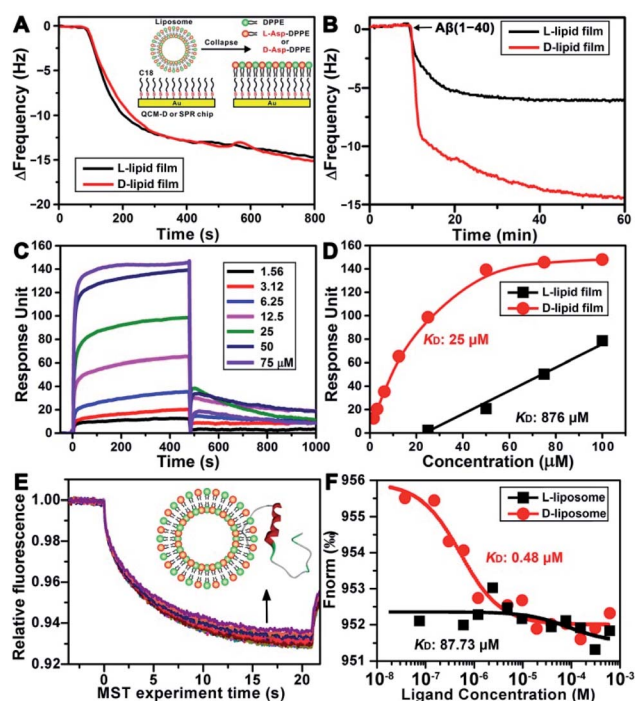 A
ΔFrequency (Hz)
0
−5
−10
−15
−20
0 200 400 600 800
Time (s)
L-lipid film
D-lipid film
Liposome
Collapse
DPPE
L-Asp-DPPE
or
D-Asp-DPPE
C18
Au
QCM-D or SPR chip
Au
B
ΔFrequency (Hz)
0
−5
−10
−15
0 20 40 60
Time (min)
Aβ(1−40)
L-lipid film
D-lipid film
C
Response Unit
160
140
120
100
80
60
40
20
0
0 200 400 600 800 1000
Time (s)
1.56
3.12
6.25
12.5
25
50
75 μM
D
Response Unit
160
140
120
100
80
60
40
20
0
0 20 40 60 80 100
Concentration (μM)
L-lipid film
D-lipid film
KD: 25 μM
KD: 876 μM
E
Relative fluorescence
1.00
0.98
0.96
0.94
0.92
0 5 10 15 20
MST experiment time (s)
F
Fnorm (‰)
956
955
954
953
952
951
10-8 10-7 10-6 10-5 10-4 10-3
Ligand Concentration (M)
L-liposome
D-liposome
KD: 0.48 μM
KD: 87.73 μM